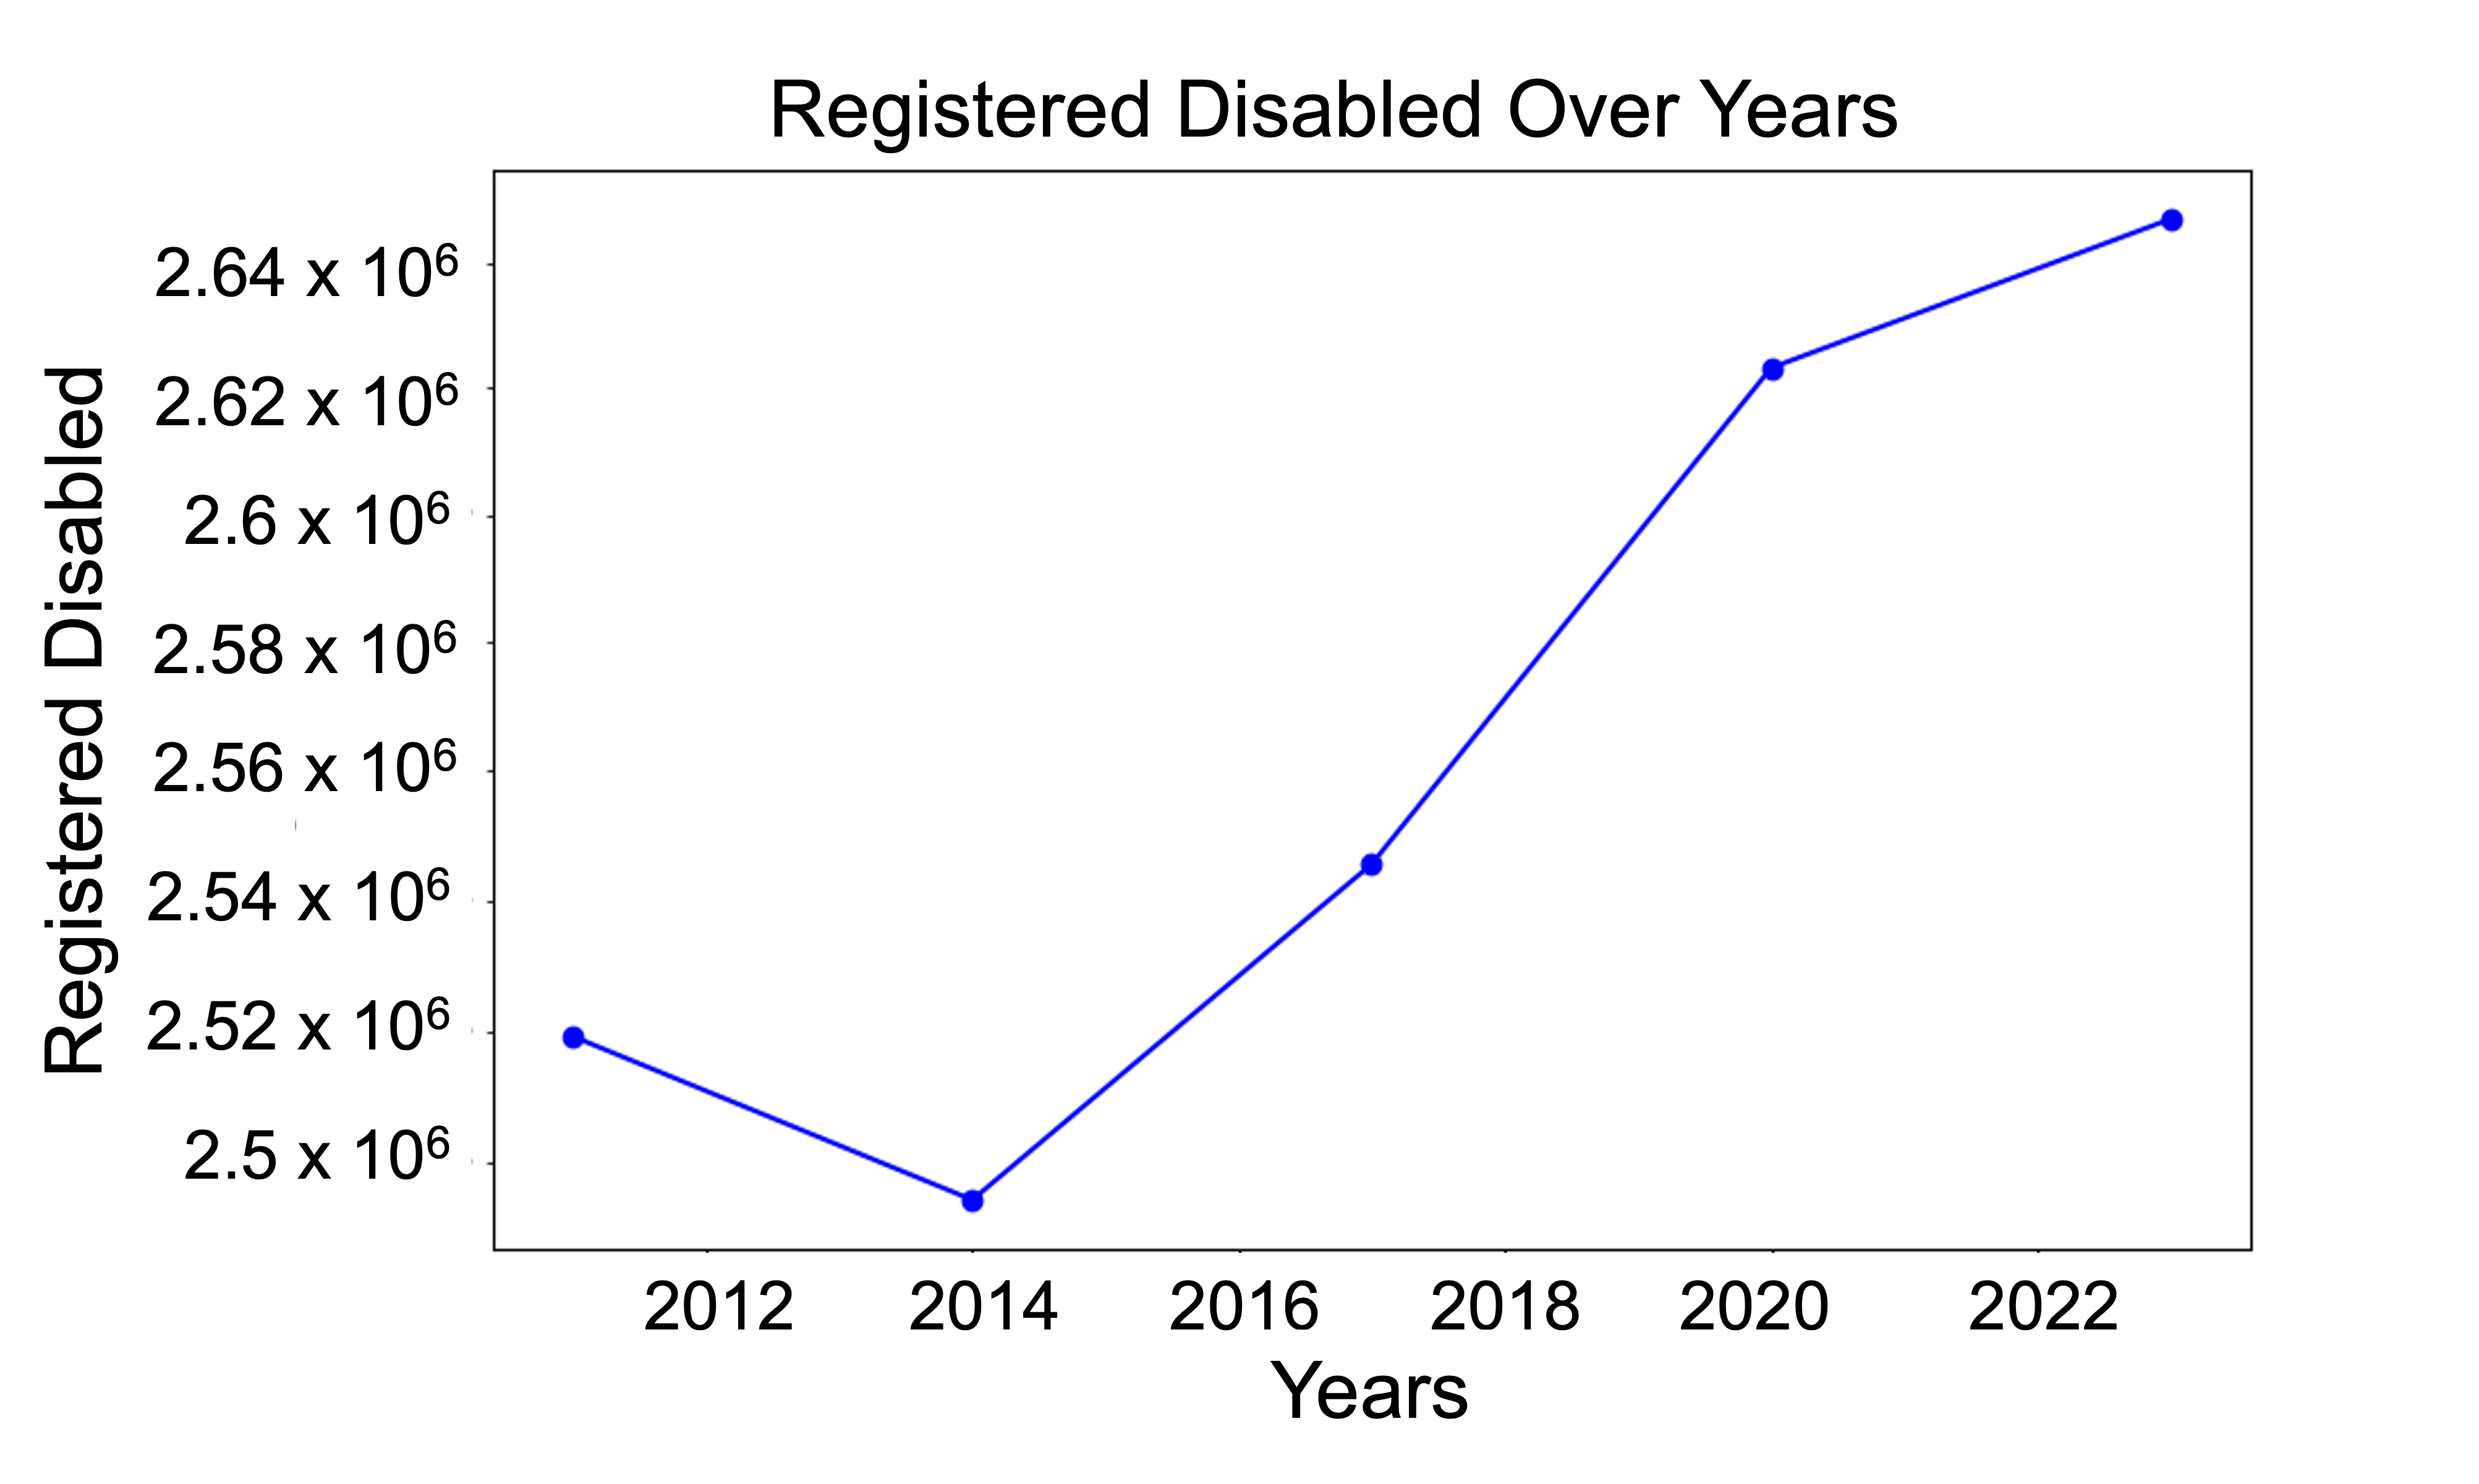 Registered Disabled Over Years
Registered Disabled
2.64 x 10⁶
2.62 x 10⁶
2.6 x 10⁶
2.58 x 10⁶
2.56 x 10⁶
2.54 x 10⁶
2.52 x 10⁶
2.5 x 10⁶
2012 2014 2016 2018 2020 2022
Years